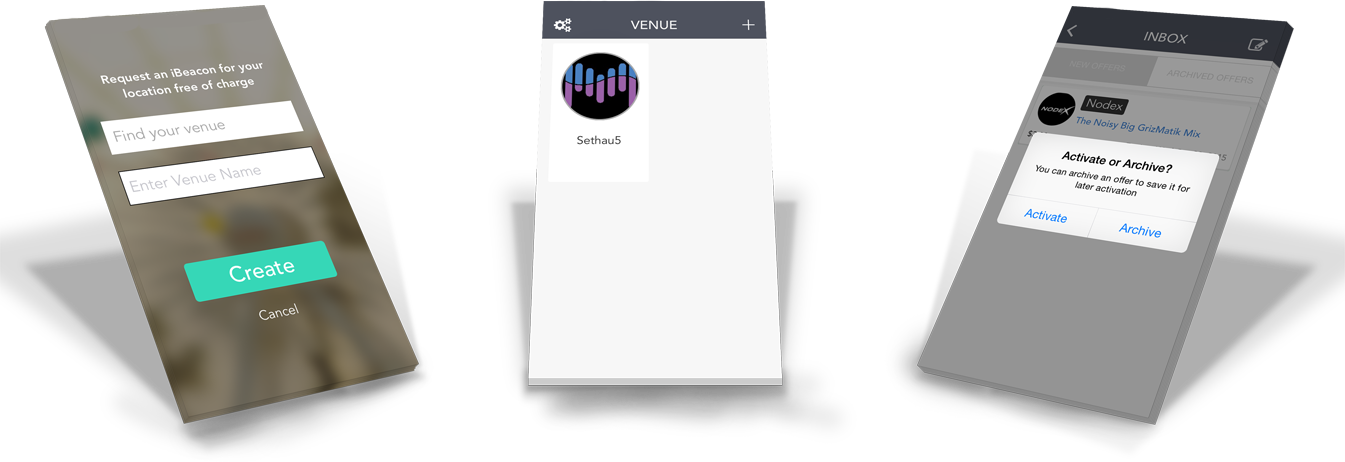 Request an iBeacon for your
location free of charge
Find your venue
Enter Venue Name
Create
Cancel
VENUE
Sethau5
INBOX
NEW OFFERS
ARCHIVED OFFERS
NODEX
Nodex
The Noisy Big GrizMatik Mix
Activate or Archive?
You can archive an offer to save it for
later activation
Activate
Archive